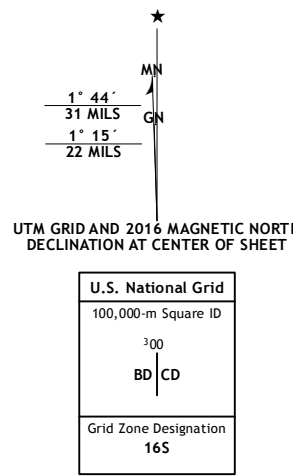 MN
1° 44´
31 MILS
GN
1° 15´
22 MILS
UTM GRID AND 2016 MAGNETIC NORTH
DECLINATION AT CENTER OF SHEET
U.S. National Grid
100,000-m Square ID
³00
BD CD
Grid Zone Designation
16S